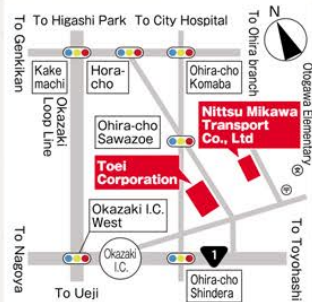 To Higashi Park
To City Hospital
N
To Genkikan
To Ohira branch
Otogawa Elementary
Kake
machi
Hora-
cho
Ohira-cho
Komaba
Okazaki
Loop Line
Nittsu Mikawa
Transport
Co., Ltd
Ohira-cho
Sawazoe
Toei
Corporation
Okazaki I.C.
West
To Nagoya
Okazaki
I.C.
1
To Toyohashi
To Ueji
Ohira-cho
Shindera